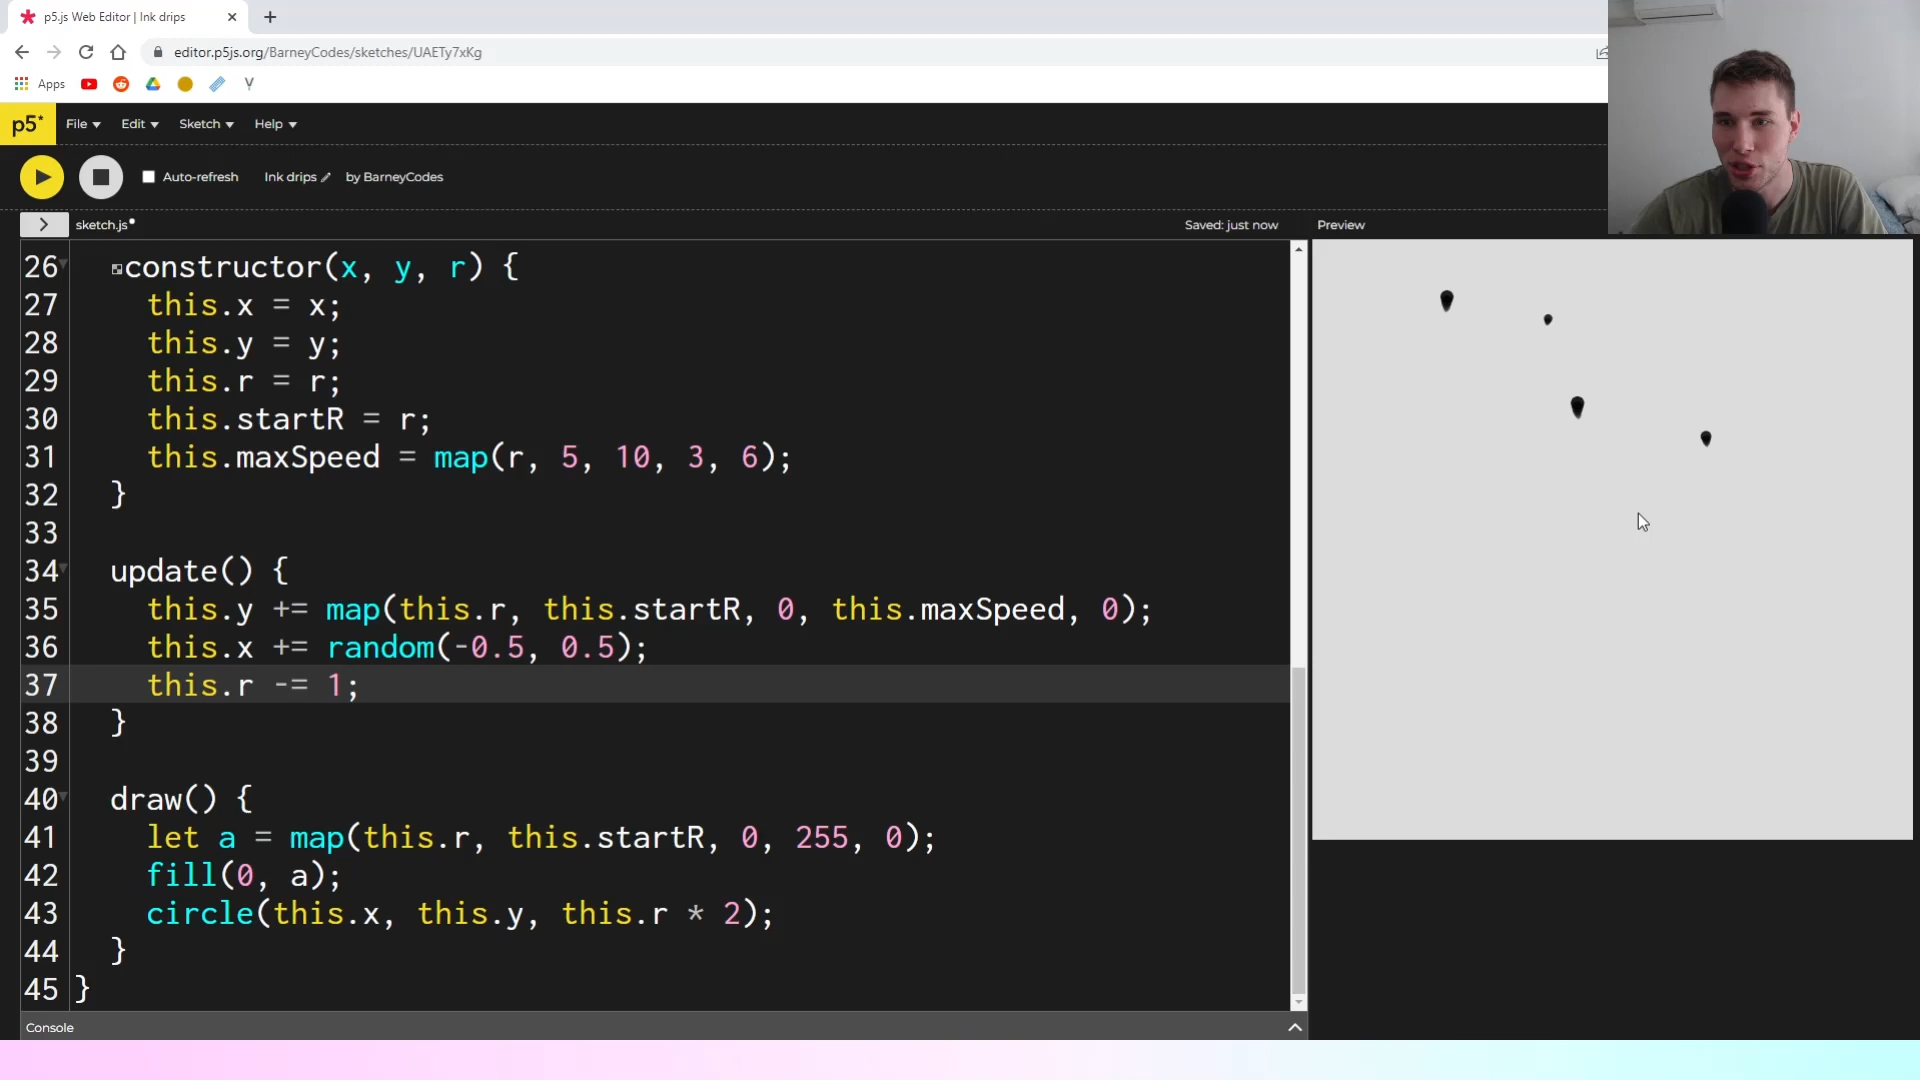 p5.js Web Editor | Ink drips
editor.p5js.org/BarneyCodes/sketches/UAETy7xKg
Apps
p5* File Edit Sketch Help
Auto-refresh Ink drips by BarneyCodes
sketch.js Saved: just now Preview
26 constructor(x, y, r) {
27 this.x = x;
28 this.y = y;
29 this.r = r;
30 this.startR = r;
31 this.maxSpeed = map(r, 5, 10, 3, 6);
32 }
33
34 update() {
35 this.y += map(this.r, this.startR, 0, this.maxSpeed, 0);
36 this.x += random(-0.5, 0.5);
37 this.r -= 1;
38 }
39
40 draw() {
41 let a = map(this.r, this.startR, 0, 255, 0);
42 fill(0, a);
43 circle(this.x, this.y, this.r * 2);
44 }
45 }
Console